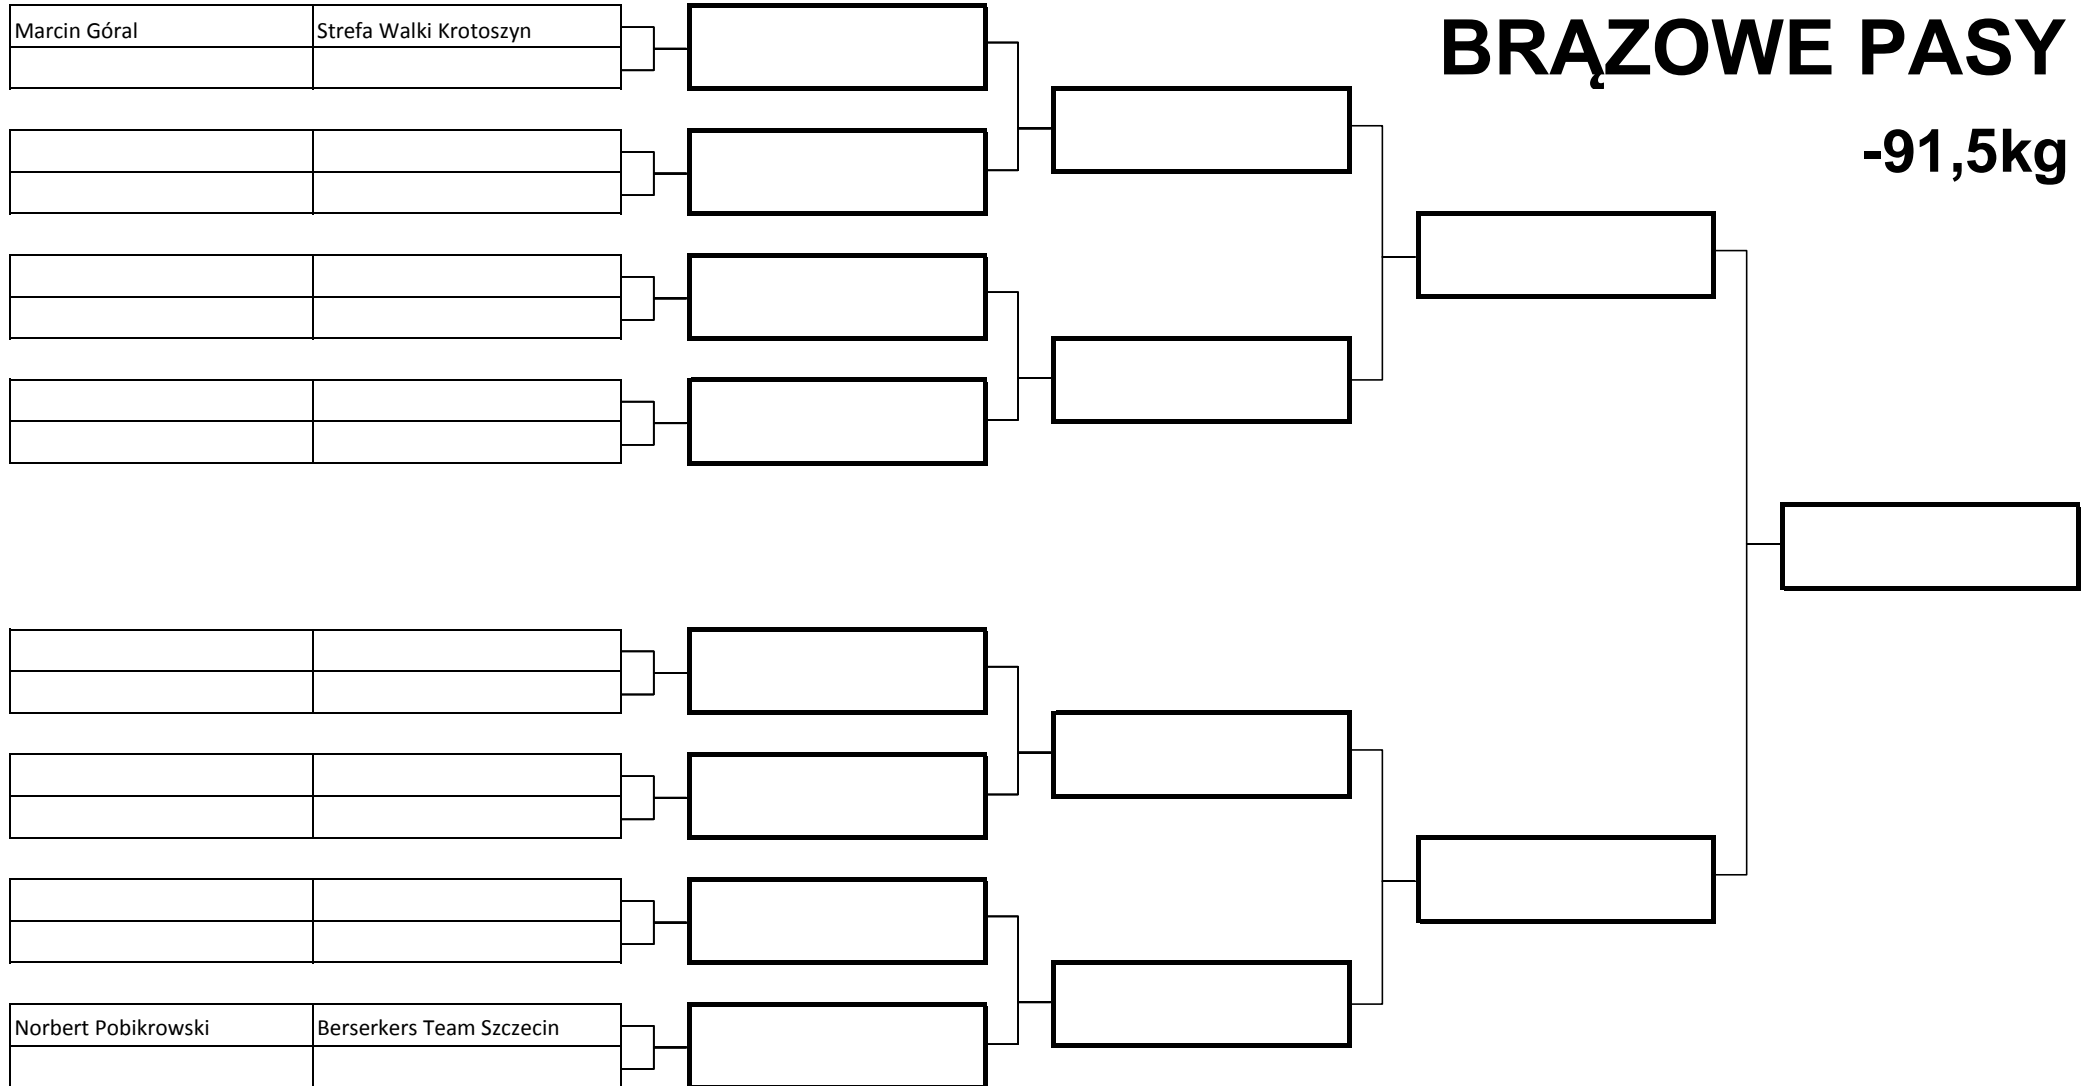 Marcin Góral Strefa Walki Krotoszyn
BRĄZOWE PASY
-91,5kg
Norbert Pobikrowski Berserkers Team Szczecin